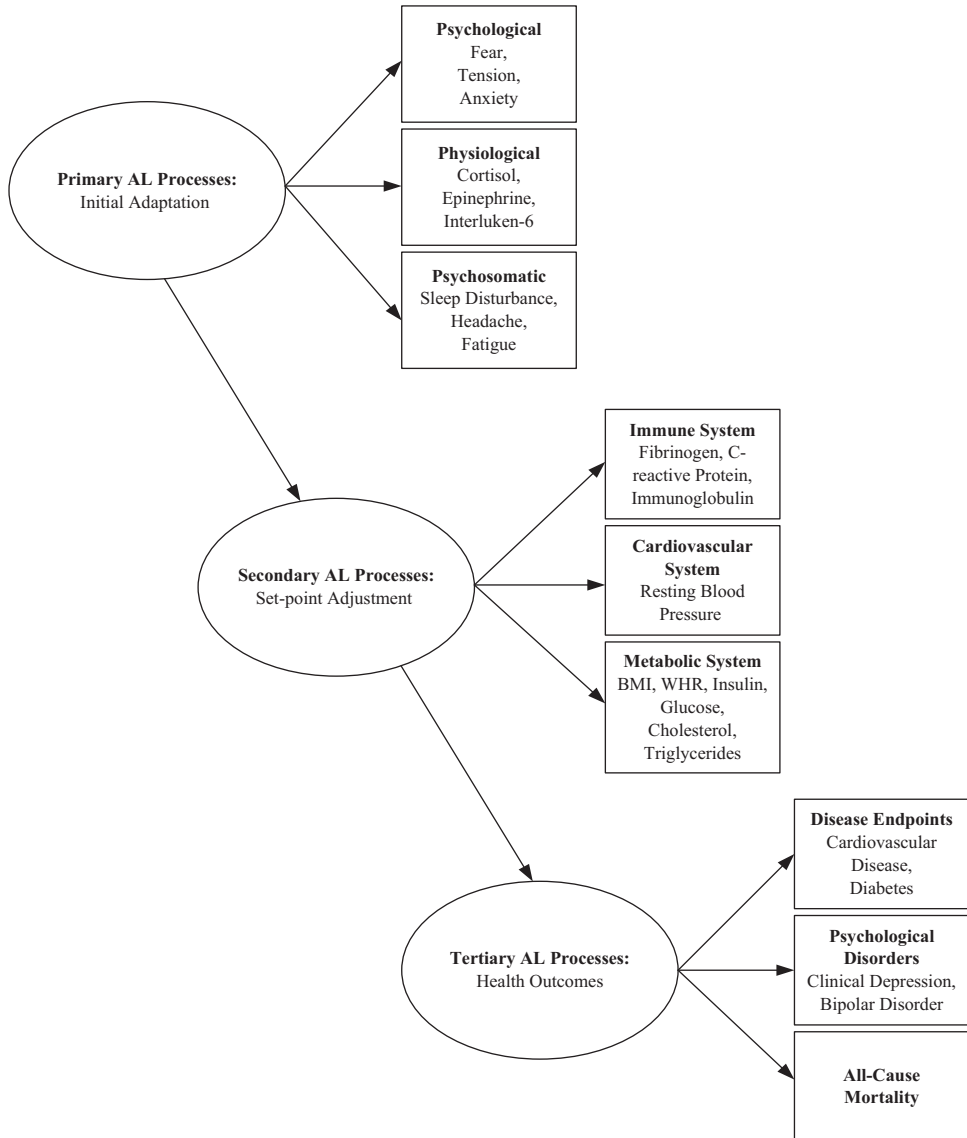 Psychological
Fear,
Tension,
Anxiety
Primary AL Processes:
Initial Adaptation
Physiological
Cortisol,
Epinephrine,
Interluken-6
Psychosomatic
Sleep Disturbance,
Headache,
Fatigue
Immune System
Fibrinogen, C-
reactive Protein,
Immunoglobulin
Secondary AL Processes:
Set-point Adjustment
Cardiovascular
System
Resting Blood
Pressure
Metabolic System
BMI, WHR, Insulin,
Glucose,
Cholesterol,
Triglycerides
Disease Endpoints
Cardiovascular
Disease,
Diabetes
Tertiary AL Processes:
Health Outcomes
Psychological
Disorders
Clinical Depression,
Bipolar Disorder
All-Cause
Mortality